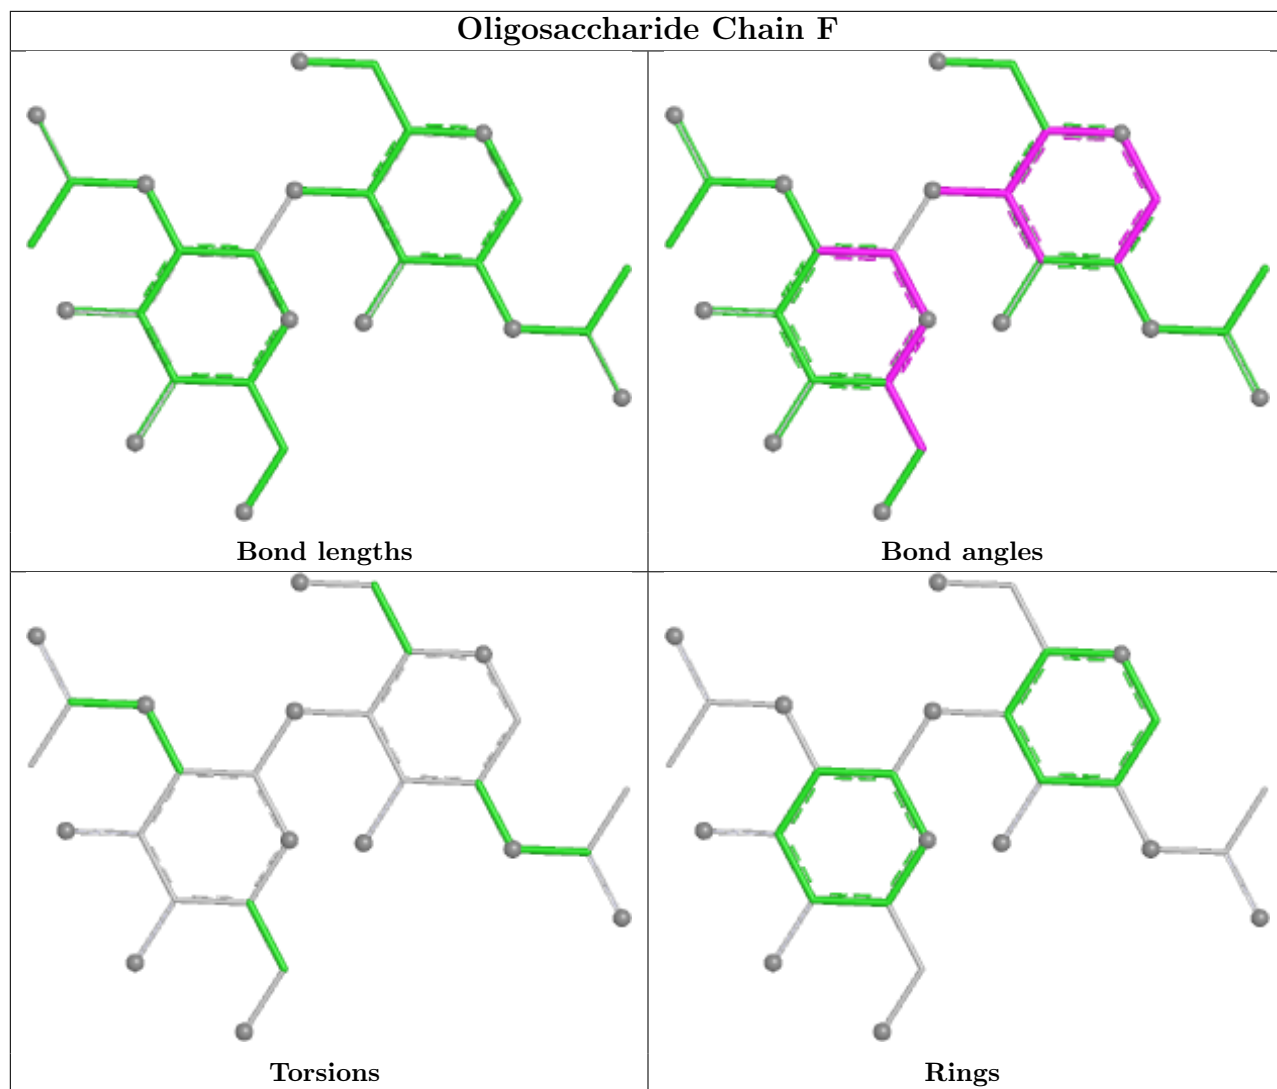 Oligosaccharide Chain F
Bond lengths
Bond angles
Torsions
Rings